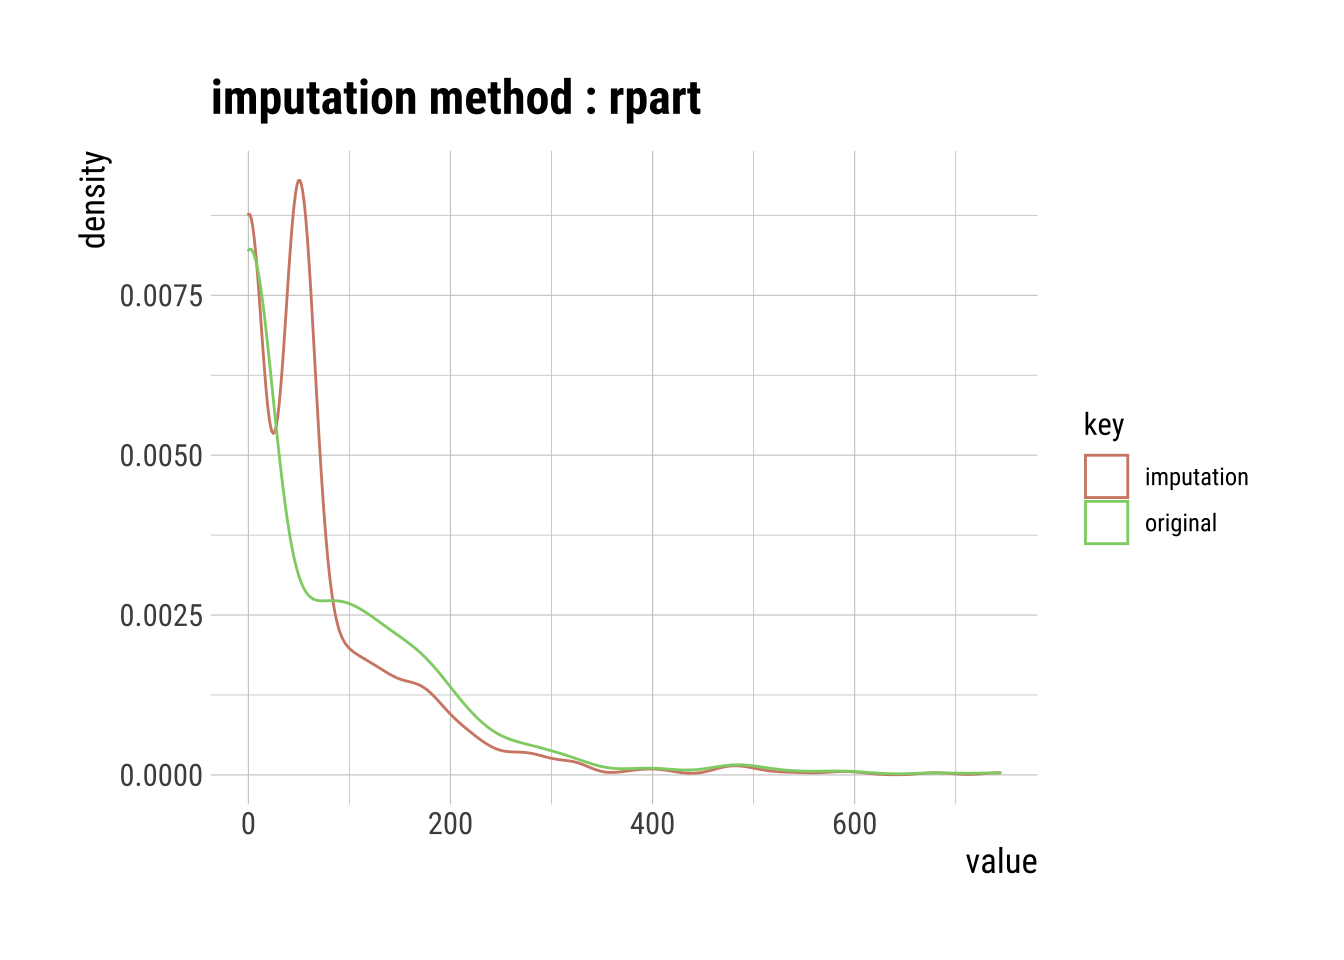 imputation method : rpart
density
0.0075
0.0050
0.0025
0.0000
0 200 400 600
value
key
imputation
original